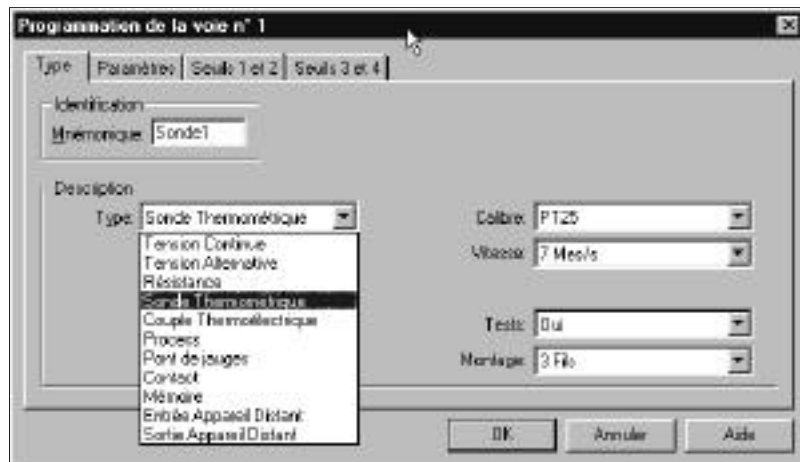 Programmation de la voie n° 1
Type Paramètres Seuils 1 et 2 Seuils 3 et 4
Identification
Mnémonique: Sonde1
Description
Type: Sonde Thermométrique
Tension Continue
Tension Alternative
Résistance
Sonde Thermométrique
Couple Thermoélectrique
Process
Pont de jauges
Contact
Mémoire
Entrée Appareil Distant
Sortie Appareil Distant
Calibre: PT25
Vitesse: 7 Mes/s
Tests: Oui
Montage: 3 Fils
OK Annuler Aide